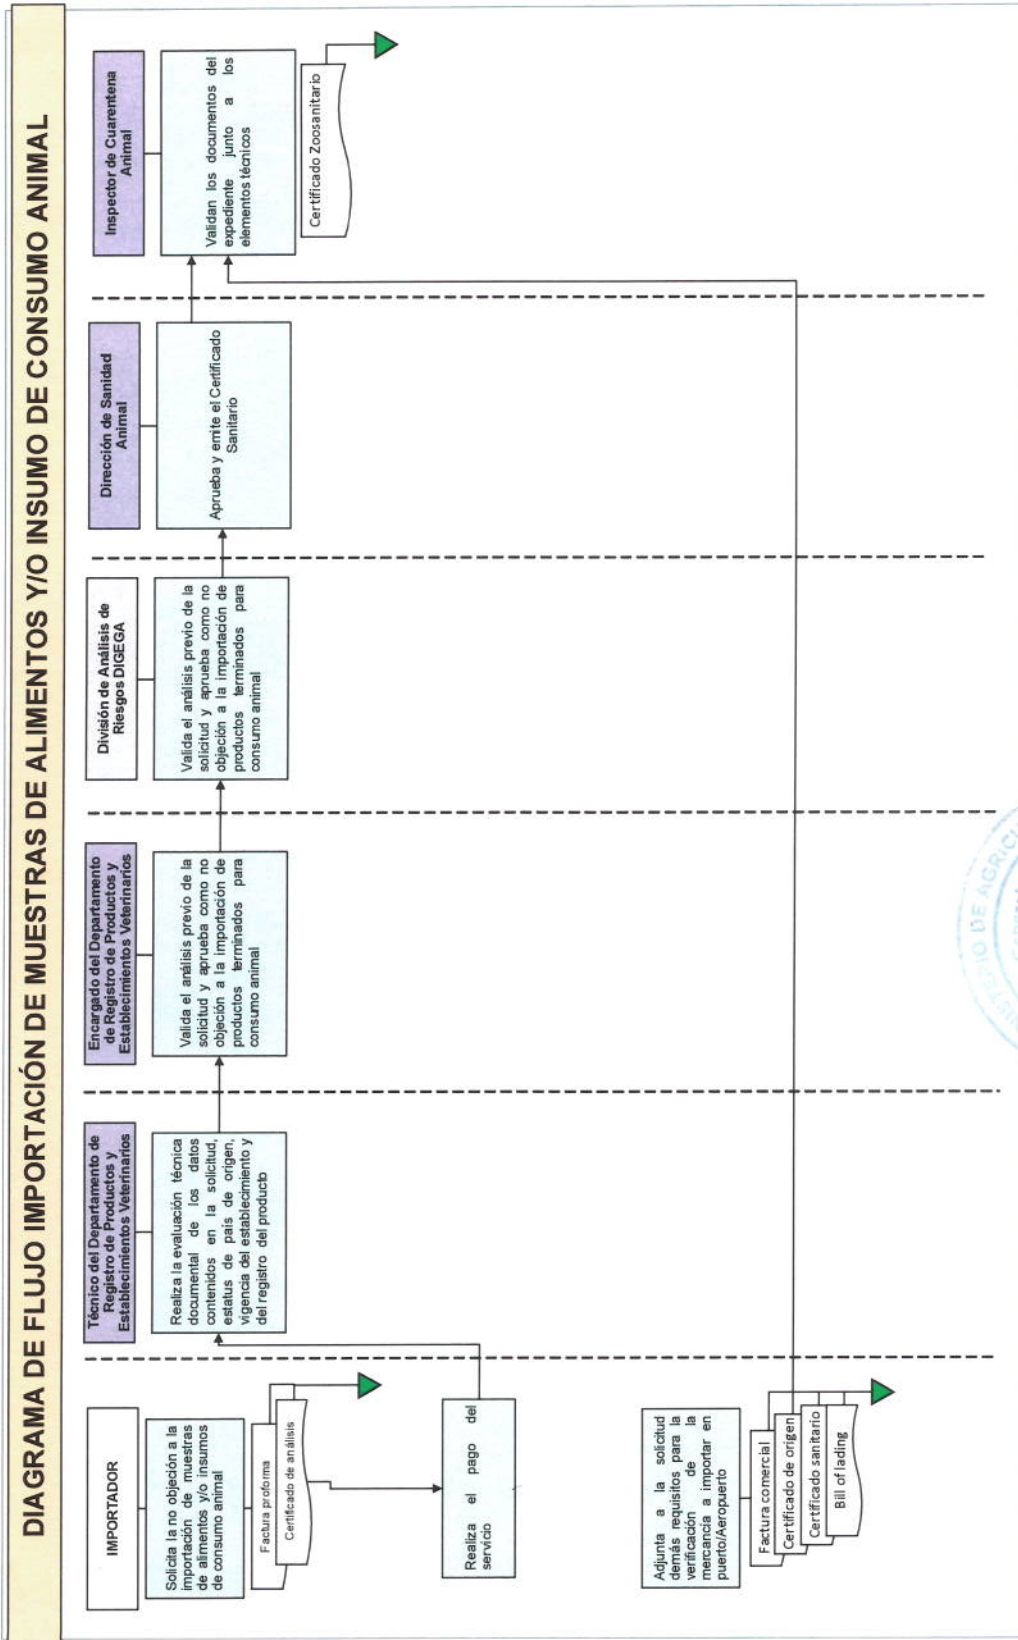 DIAGRAMA DE FLUJO IMPORTACIÓN DE MUESTRAS DE ALIMENTOS Y/O INSUMO DE CONSUMO ANIMAL
IMPORTADOR
Solicita la no objeción a la
importación de muestras
de alimentos y/o insumos
de consumo animal
Factura proforma
Certificado de análisis
Realiza el pago del
servicio
Adjunta a la solicitud
demás requisitos para la
verificación de la
mercancía a importar en
puerto/Aeropuerto
Factura comercial
Certificado de origen
Certificado sanitario
Bill of lading
Técnico del Departamento de
Registro de Productos y
Establecimientos Veterinarios
Realiza la evaluación técnica
documental de los datos
contenidos en la solicitud,
estatus de país de origen,
vigencia del establecimiento y
del registro del producto
Encargado del Departamento
de Registro de Productos y
Establecimientos Veterinarios
Valida el análisis previo de la
solicitud y aprueba como no
objeción a la importación de
productos terminados para
consumo animal
División de Análisis de
Riesgos DIGEGA
Valida el análisis previo de la
solicitud y aprueba como no
objeción a la importación de
productos terminados para
consumo animal
Dirección de Sanidad
Animal
Aprueba y emite el Certificado
Sanitario
Inspector de Cuarentena
Animal
Validan los documentos del
expediente junto a los
elementos técnicos
Certificado Zoosanitario
DE